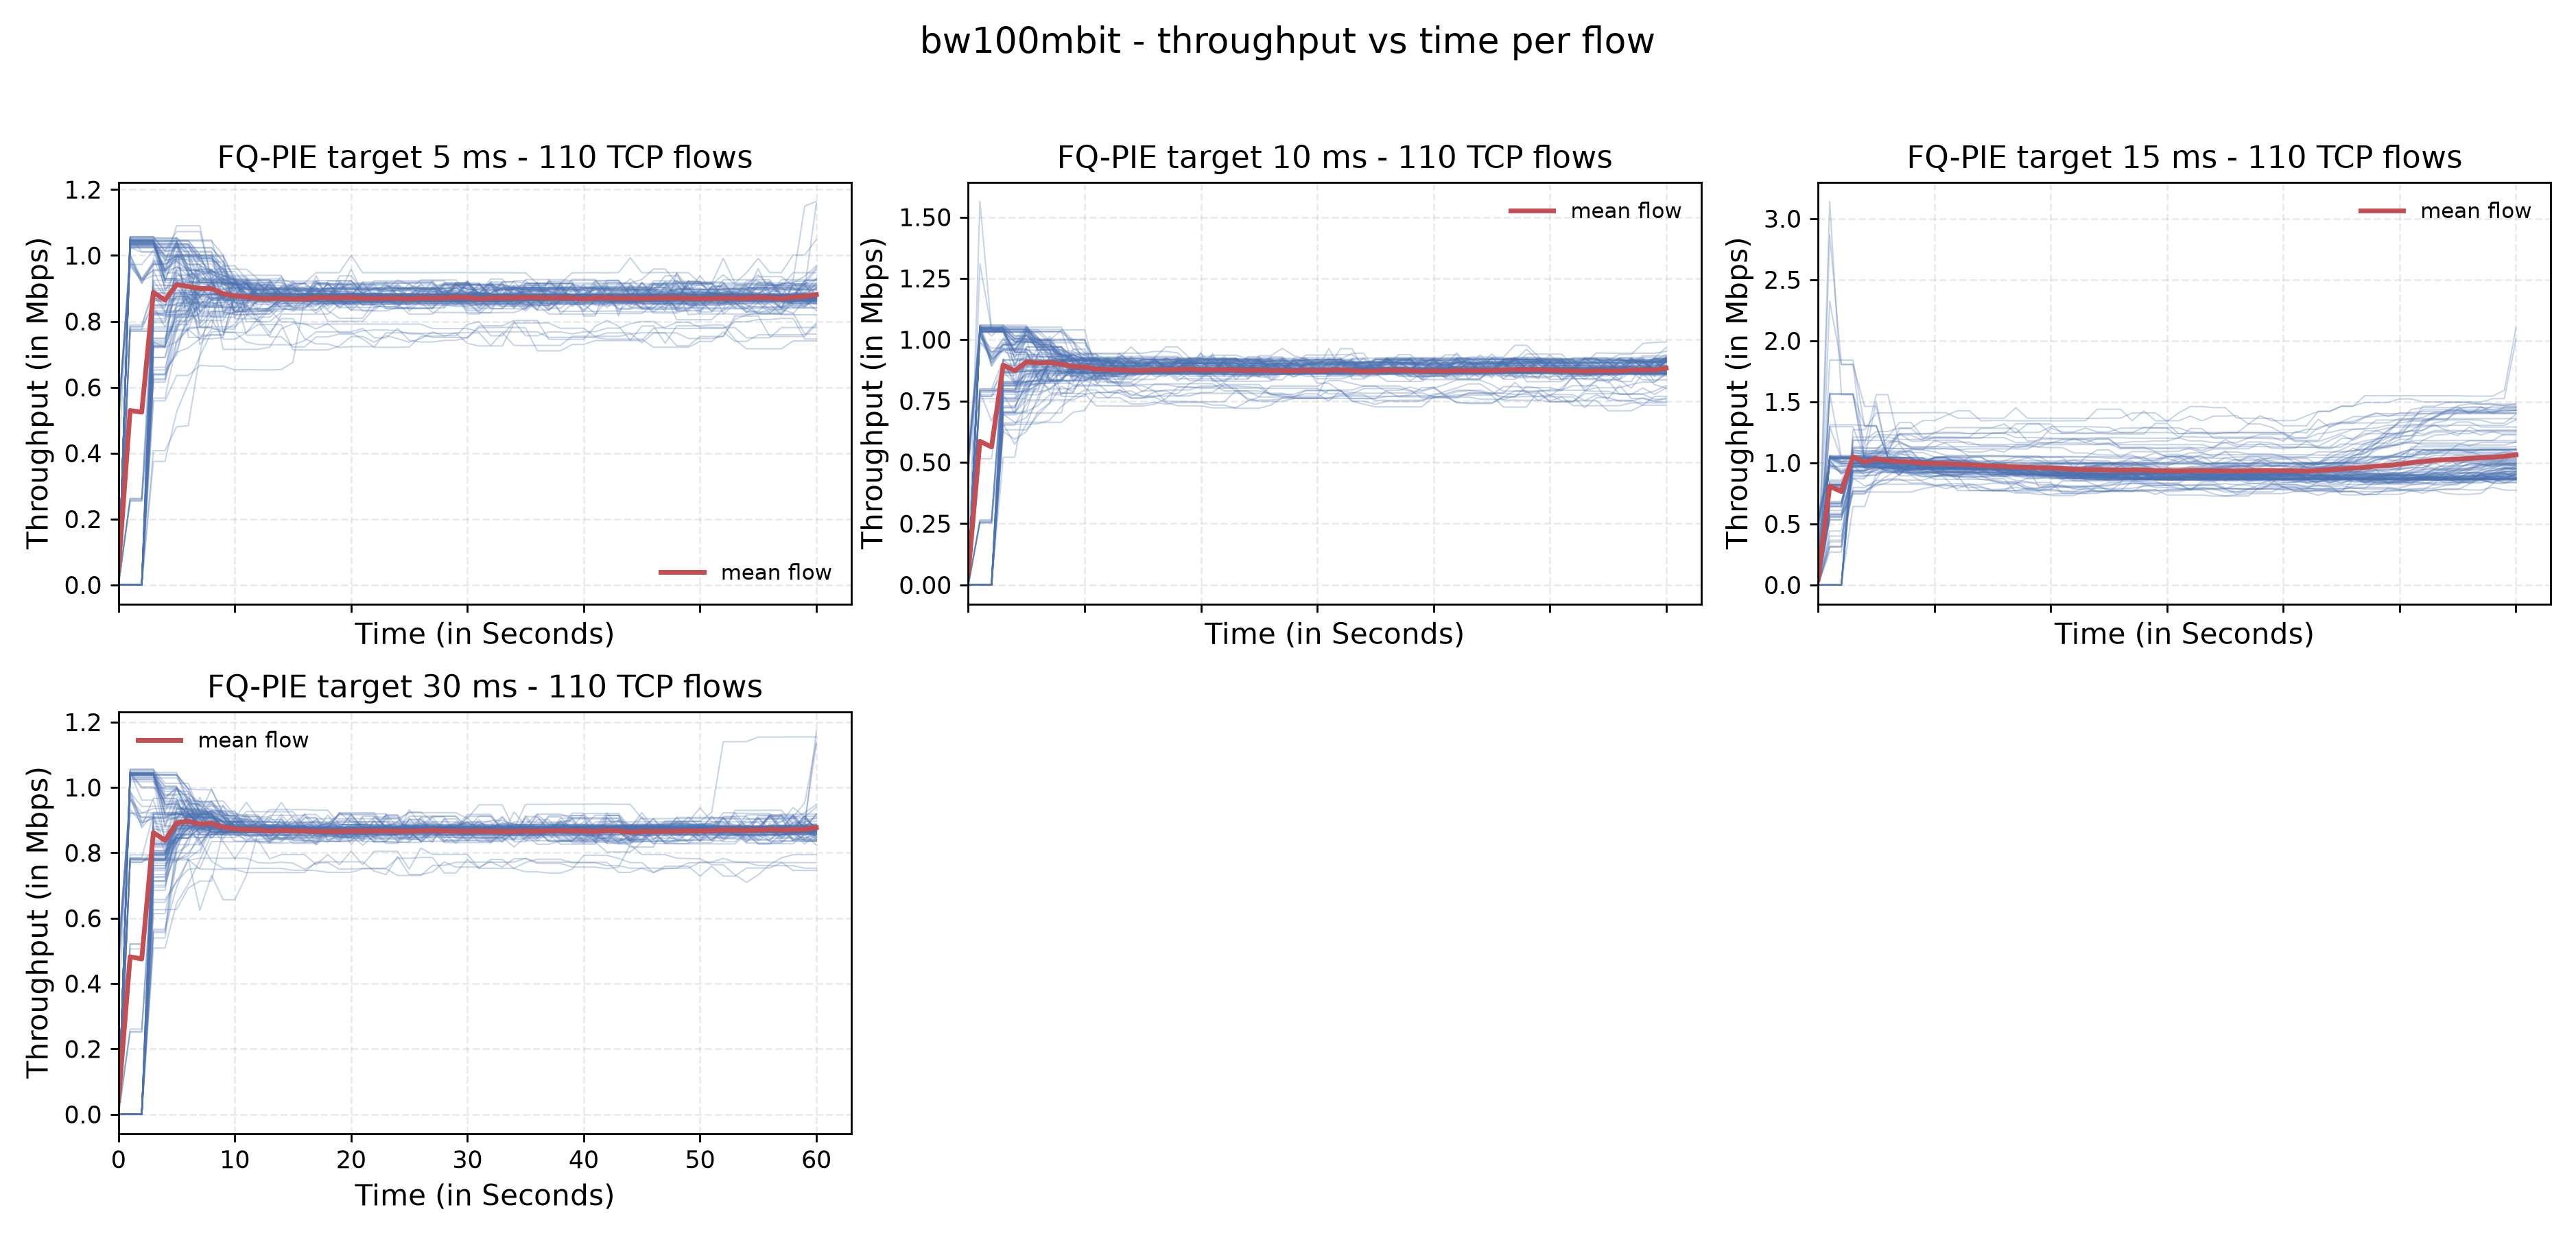 bw100mbit - throughput vs time per flow
FQ-PIE target 5 ms - 110 TCP flows
1.2
1.0
0.8
0.6
0.4
0.2
0.0
Throughput (in Mbps)
mean flow
Time (in Seconds)
FQ-PIE target 10 ms - 110 TCP flows
1.50
1.25
1.00
0.75
0.50
0.25
0.00
Throughput (in Mbps)
mean flow
Time (in Seconds)
FQ-PIE target 15 ms - 110 TCP flows
3.0
2.5
2.0
1.5
1.0
0.5
0.0
Throughput (in Mbps)
mean flow
Time (in Seconds)
FQ-PIE target 30 ms - 110 TCP flows
1.2
1.0
0.8
0.6
0.4
0.2
0.0
Throughput (in Mbps)
mean flow
0 10 20 30 40 50 60
Time (in Seconds)